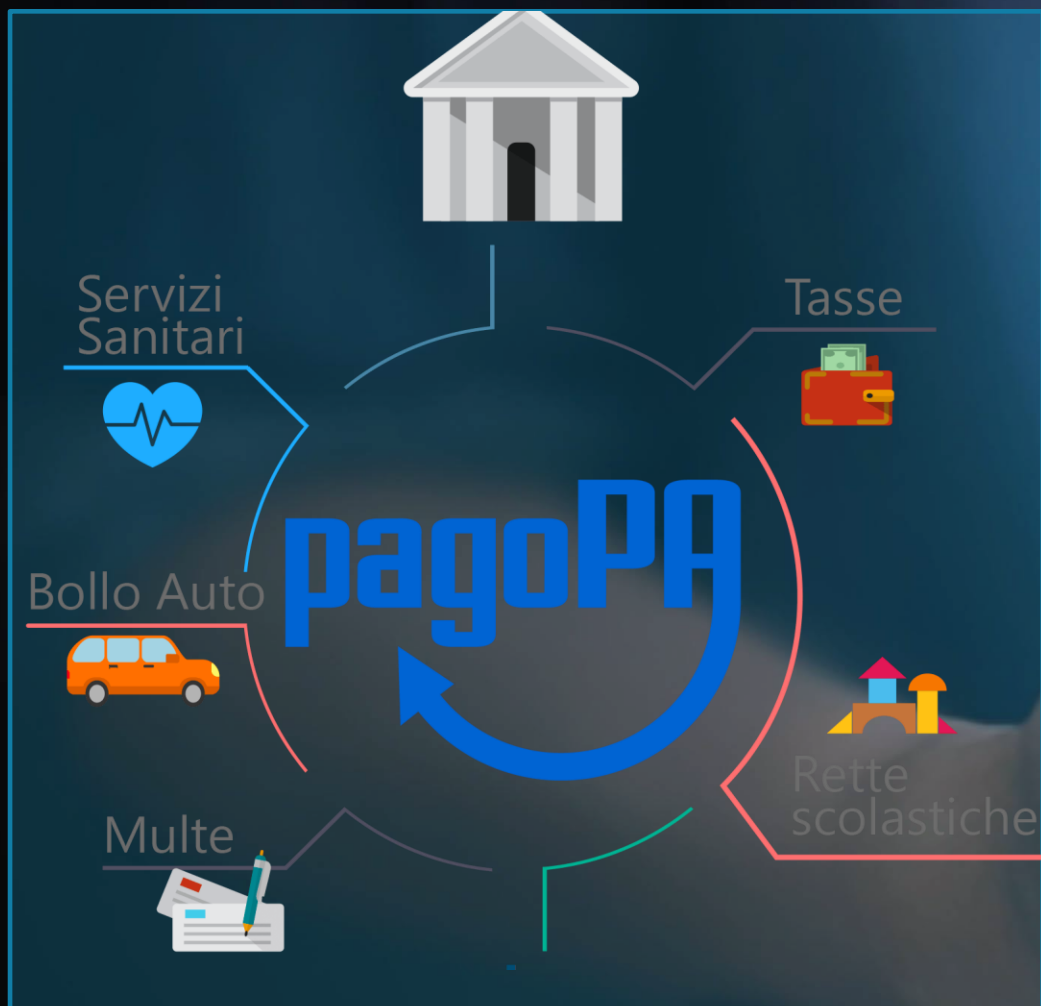 Servizi
Sanitari
Tasse
pagoPA
Bollo Auto
Rette
scolastiche
Multe